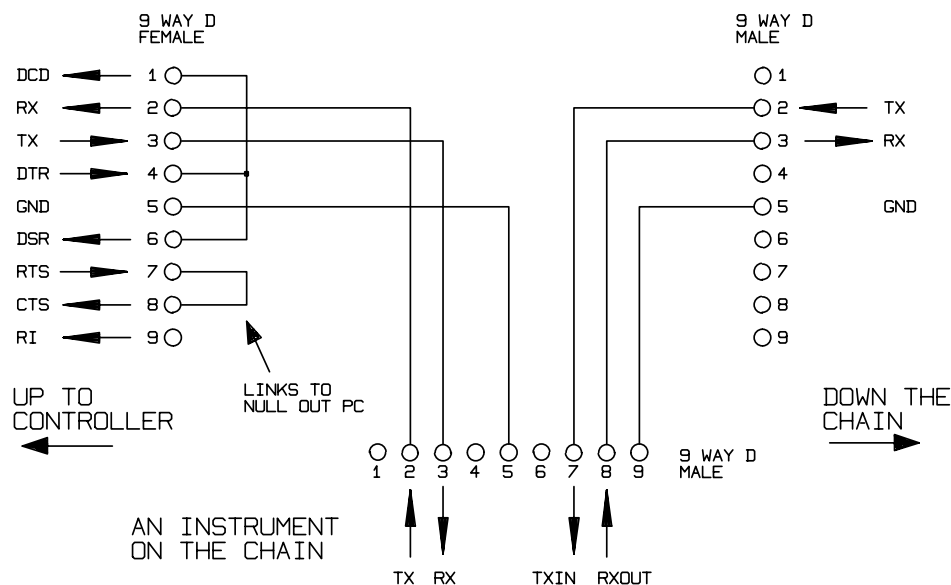 9 WAY D
FEMALE
9 WAY D
MALE
DCD 1
RX 2
TX 3
DTR 4
GND 5
DSR 6
RTS 7
CTS 8
RI 9
1
2 TX
3 RX
4
5 GND
6
7
8
9
LINKS TO
NULL OUT PC
UP TO
CONTROLLER
DOWN THE
CHAIN
1 2 3 4 5 6 7 8 9
9 WAY D
MALE
AN INSTRUMENT
ON THE CHAIN
TX RX TXIN RXOUT